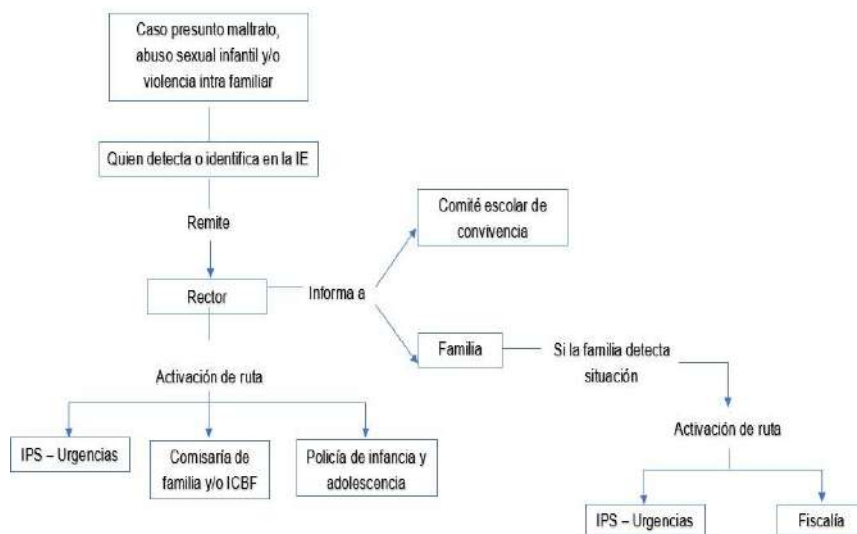 Caso presunto maltrato,
abuso sexual infantil y/o
violencia intra familiar
Quien detecta o identifica en la IE
Remite
Comité escolar de
convivencia
Rector
Informa a
Familia
Si la familia detecta
situación
Activación de ruta
IPS – Urgencias
Comisaría de
familia y/o ICBF
Policía de infancia y
adolescencia
Activación de ruta
IPS – Urgencias
Fiscalía